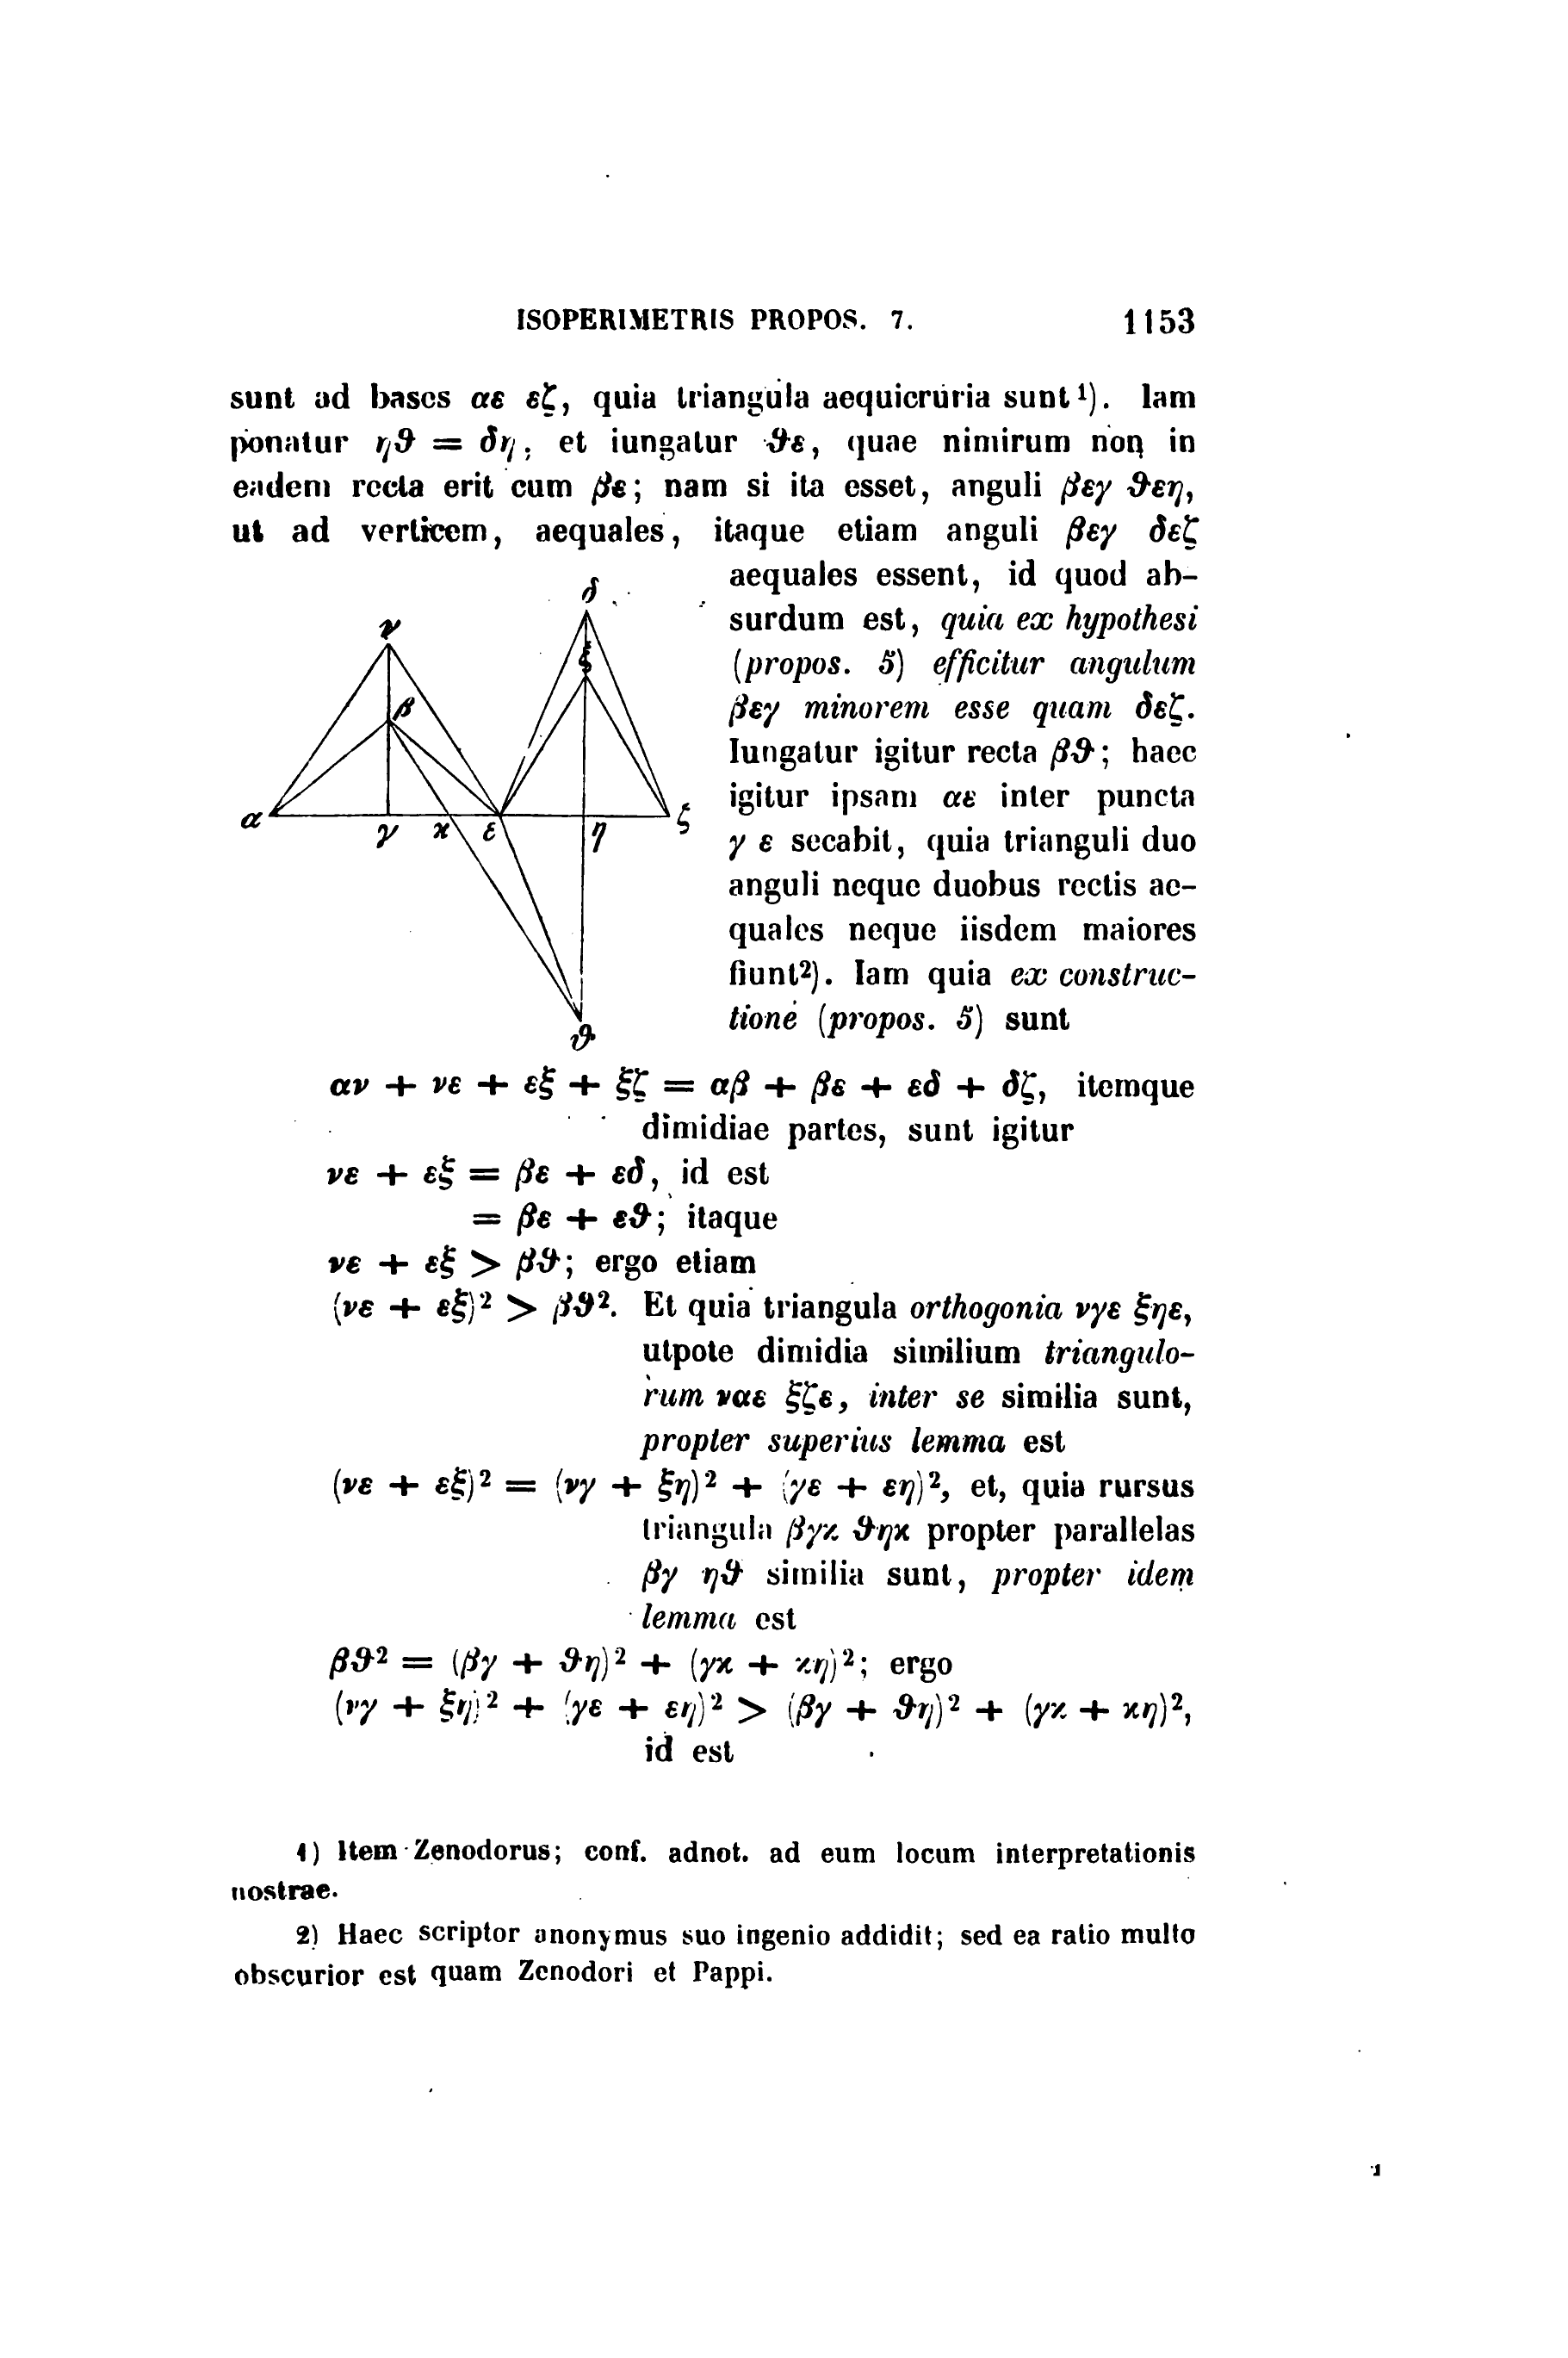 ISOPERIMETRIS PROPOS. 7. 1153
sunt ad bases αε εζ, quia triangula aequicruria sunt¹). Iam
ponatur ηϑ = δη, et iungatur ϑε, quae nimirum non in
eadem recta erit cum βε; nam si ita esset, anguli βεγ ϑεη,
ut ad verticem, aequales, itaque etiam anguli βεγ δεζ
aequales essent, id quod ab-
surdum est, quia ex hypothesi
(propos. 5) efficitur angulum
βεγ minorem esse quam δεζ.
Iungatur igitur recta βϑ; haec
igitur ipsam αε inter puncta
γ ε secabit, quia trianguli duo
anguli neque duobus rectis ae-
quales neque iisdem maiores
fiunt²). Iam quia ex construc-
tione (propos. 5) sunt
δ
ν
ξ
β
α
γ
κ
ε
η
ζ
ϑ
αν + νε + εξ + ξζ = αβ + βε + εδ + δζ, itemque
dimidiae partes, sunt igitur
νε + εξ = βε + εδ, id est
= βε + εϑ; itaque
νε + εξ > βϑ; ergo etiam
(νε + εξ)² > βϑ². Et quia triangula orthogonia νγε ξηε,
utpote dimidia similium triangulo-
rum ναε ξζε, inter se similia sunt,
propter superius lemma est
(νε + εξ)² = (νγ + ξη)² + (γε + εη)², et, quia rursus
triangula βγκ ϑηκ propter parallelas
βγ ηϑ similia sunt, propter idem
lemma est
βϑ² = (βγ + ϑη)² + (γκ + κη)²; ergo
(νγ + ξη)² + (γε + εη)² > (βγ + ϑη)² + (γκ + κη)²,
id est
1) Item Zenodorus; conf. adnot. ad eum locum interpretationis
nostrae.
2) Haec scriptor anonymus suo ingenio addidit; sed ea ratio multo
obscurior est quam Zenodori et Pappi.